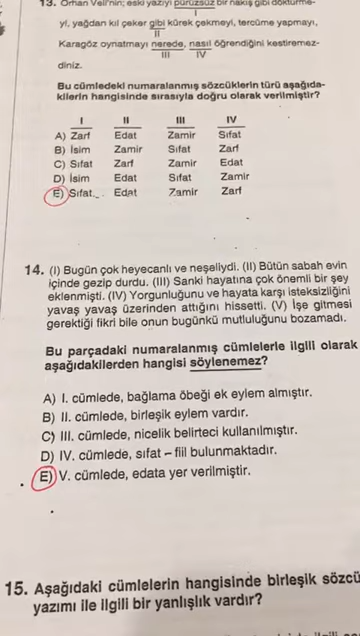 13. Orhan Veli'nin; eski yazıyı pürüzsüz bir nakış gibi döktürme-
I
yi, yağdan kıl çeker gibi kürek çekmeyi, tercüme yapmayı,
II
Karagöz oynatmayı nerede, nasıl öğrendiğini kestiremez-
III IV
diniz.
Bu cümledeki numaralanmış sözcüklerin türü aşağıda-
kilerin hangisinde sırasıyla doğru olarak verilmiştir?
I II III IV
A) Zarf Edat Zamir Sıfat
B) İsim Zamir Sıfat Zarf
C) Sıfat Zarf Zamir Edat
D) İsim Edat Sıfat Zamir
E) Sıfat Edat Zamir Zarf
14. (I) Bugün çok heyecanlı ve neşeliydi. (II) Bütün sabah evin
içinde gezip durdu. (III) Sanki hayatına çok önemli bir şey
eklenmişti. (IV) Yorgunluğunu ve hayata karşı isteksizliğini
yavaş yavaş üzerinden attığını hissetti. (V) İşe gitmesi
gerektiği fikri bile onun bugünkü mutluluğunu bozamadı.
Bu parçadaki numaralanmış cümlelerle ilgili olarak
aşağıdakilerden hangisi söylenemez?
A) I. cümlede, bağlama öbeği ek eylem almıştır.
B) II. cümlede, birleşik eylem vardır.
C) III. cümlede, nicelik belirteci kullanılmıştır.
D) IV. cümlede, sıfat – fiil bulunmaktadır.
E) V. cümlede, edata yer verilmiştir.
15. Aşağıdaki cümlelerin hangisinde birleşik sözcü
yazımı ile ilgili bir yanlışlık vardır?